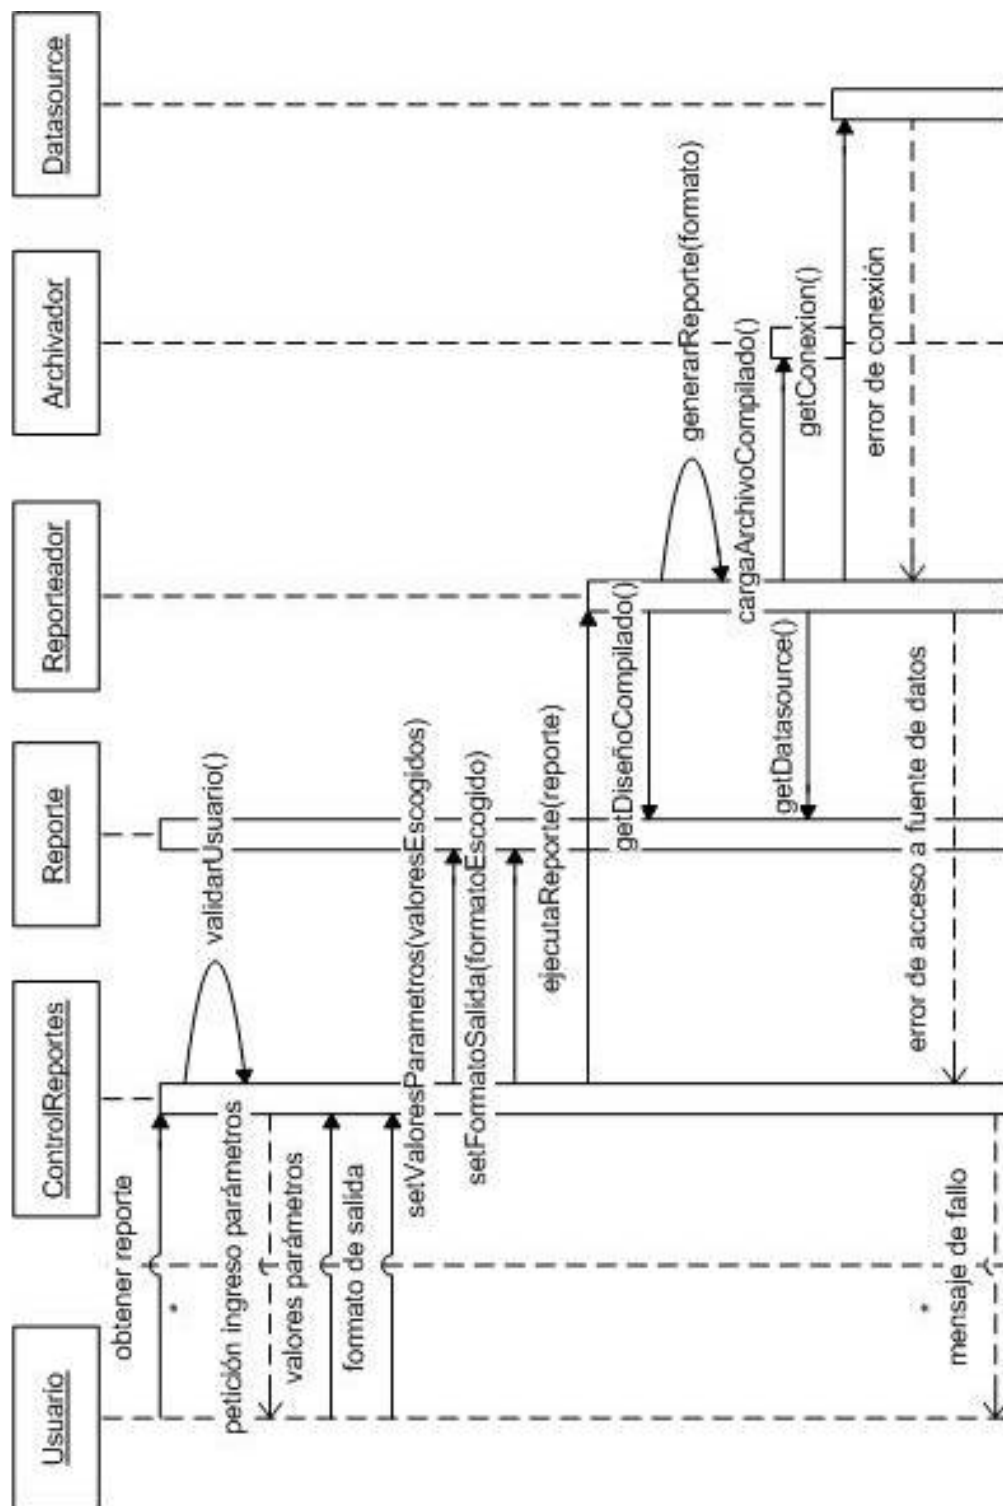 Usuario
ControlReportes
Reporte
Reporteador
Archivador
Datasource
obtener reporte
*
validarUsuario()
petición ingreso parámetros
valores parámetros
formato de salida
setValoresParametros(valoresEscogidos)
setFormatoSalida(formatoEscogido)
ejecutaReporte(reporte)
getDiseñoCompilado()
generarReporte(formato)
cargaArchivoCompilado()
getDatasource()
getConexion()
error de conexión
error de acceso a fuente de datos
*
mensaje de fallo